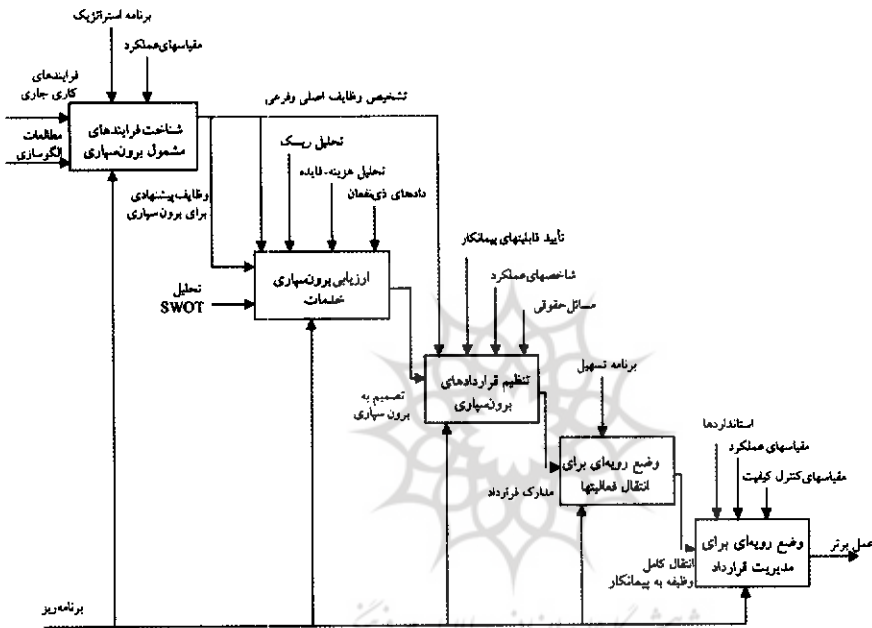 برنامه استراتژیک
مقیاسهای عملکرد
فرایندهای
کاری جاری
مطالعات
الگوسازی
شناخت فرایندهای
مشمول برون‌سپاری
تشخیص وظایف اصلی وفرعی
وظایف پیشنهادی
برای برون سپاری
تحلیل ریسک
تحلیل هزینه-فایده
دادهای ذی‌نفعان
تحلیل
SWOT
ارزیابی برون‌سپاری
خدمات
تأیید قابلیتهای پیمانکار
شاخصهای عملکرد
مسائل حقوقی
تصمیم به
برون سپاری
تنظیم قراردادهای
برون‌سپاری
برنامه تسهیل
مدارک قرارداد
وضع رویه‌ای برای
انتقال فعالیتها
استانداردها
مقیاسهای عملکرد
مقیاسهای کنترل کیفیت
انتقال کامل
وظیفه به پیمانکار
وضع رویه‌ای برای
مدیریت قرارداد
عمل برتر
برنامه‌ریز